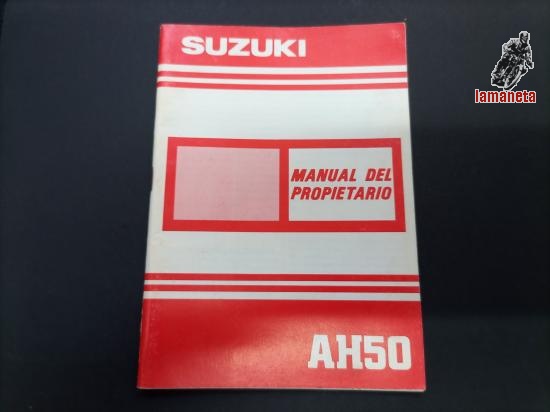 SUZUKI
lamaneta
MANUAL DEL
PROPIETARIO
AH50